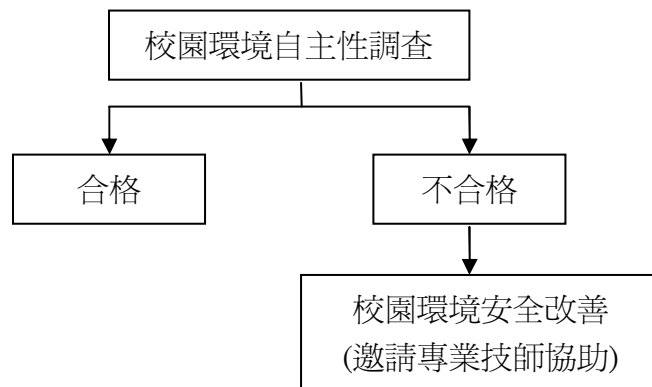 校園環境自主性調查
合格
不合格
校園環境安全改善
(邀請專業技師協助)